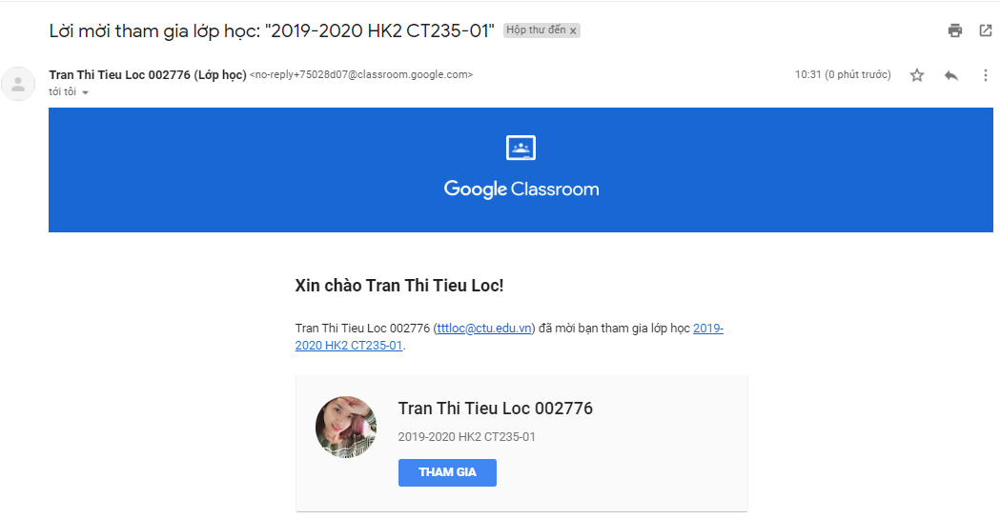 Lời mời tham gia lớp học: "2019-2020 HK2 CT235-01" Hộp thư đến x
Tran Thi Tieu Loc 002776 (Lớp học) <no-reply+75028d07@classroom.google.com> 10:31 (0 phút trước)
tới tôi
Google Classroom
Xin chào Tran Thi Tieu Loc!
Tran Thi Tieu Loc 002776 (tttloc@ctu.edu.vn) đã mời bạn tham gia lớp học 2019-
2020 HK2 CT235-01.
Tran Thi Tieu Loc 002776
2019-2020 HK2 CT235-01
THAM GIA